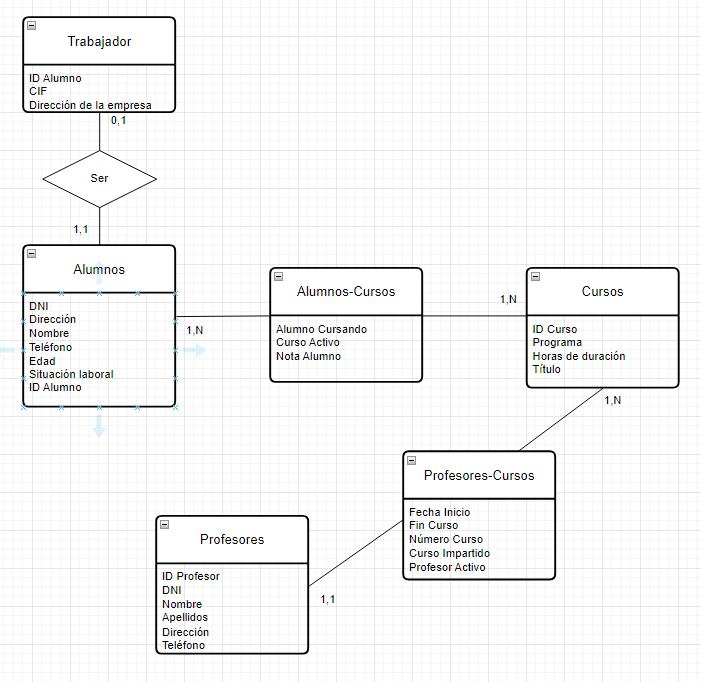 Trabajador
ID Alumno
CIF
Dirección de la empresa
0,1
Ser
1,1
Alumnos
DNI
Dirección
Nombre
Teléfono
Edad
Situación laboral
ID Alumno
1,N
Alumnos-Cursos
Alumno Cursando
Curso Activo
Nota Alumno
1,N
Cursos
ID Curso
Programa
Horas de duración
Título
1,N
Profesores-Cursos
Fecha Inicio
Fin Curso
Número Curso
Curso Impartido
Profesor Activo
Profesores
ID Profesor
DNI
Nombre
Apellidos
Dirección
Teléfono
1,1